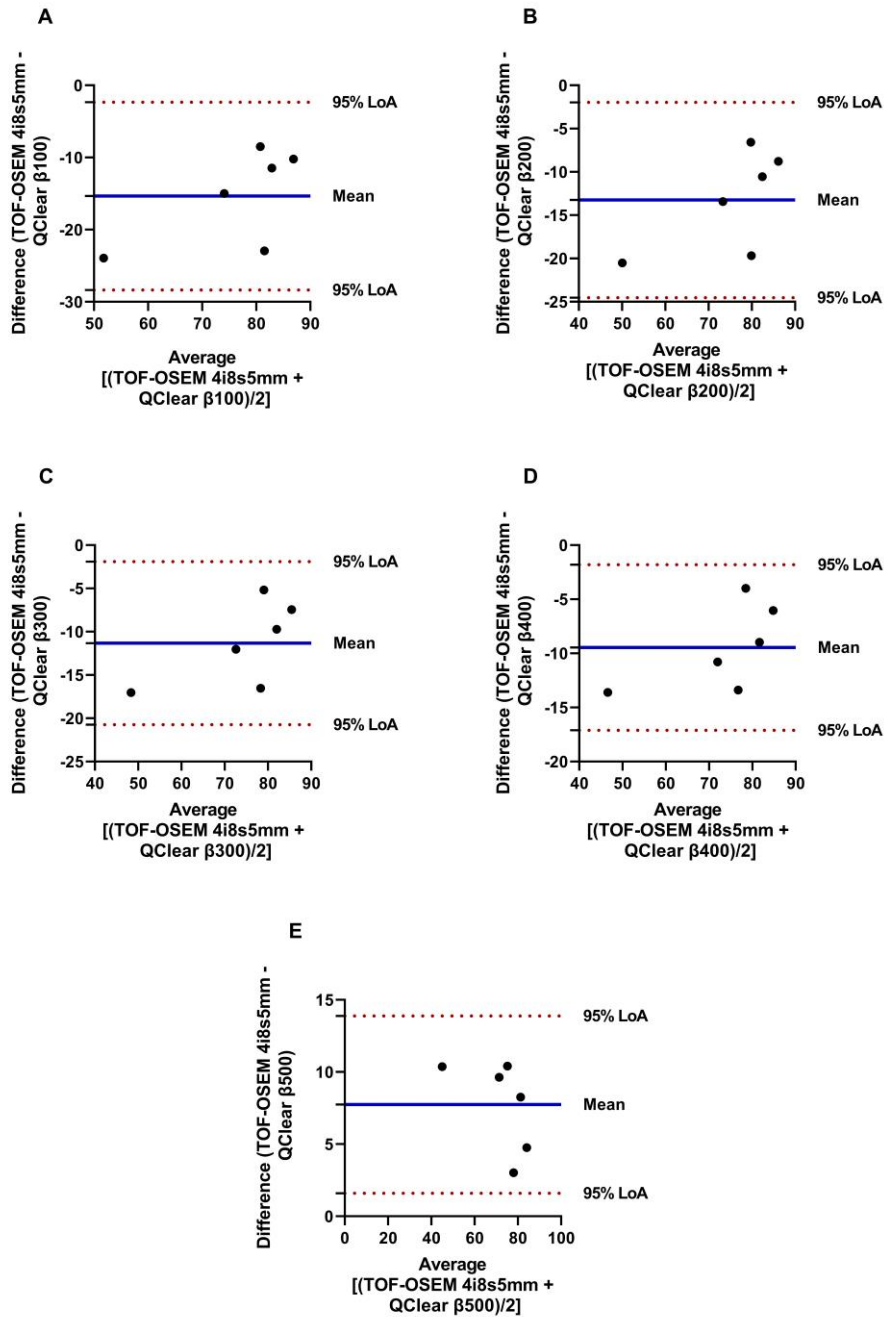 A
Difference (TOF-OSEM 4i8s5mm -
QClear β100)
0
-10
-20
-30
95% LoA
Mean
95% LoA
50 60 70 80 90
Average
[(TOF-OSEM 4i8s5mm +
QClear β100)/2]
B
Difference (TOF-OSEM 4i8s5mm -
QClear β200)
0
-5
-10
-15
-20
-25
95% LoA
Mean
95% LoA
40 50 60 70 80 90
Average
[(TOF-OSEM 4i8s5mm +
QClear β200)/2]
C
Difference (TOF-OSEM 4i8s5mm -
QClear β300)
0
-5
-10
-15
-20
-25
95% LoA
Mean
95% LoA
40 50 60 70 80 90
Average
[(TOF-OSEM 4i8s5mm +
QClear β300)/2]
D
Difference (TOF-OSEM 4i8s5mm -
QClear β400)
0
-5
-10
-15
-20
95% LoA
Mean
95% LoA
40 50 60 70 80 90
Average
[(TOF-OSEM 4i8s5mm +
QClear β400)/2]
E
Difference (TOF-OSEM 4i8s5mm -
QClear β500)
15
10
5
0
95% LoA
Mean
95% LoA
0 20 40 60 80 100
Average
[(TOF-OSEM 4i8s5mm +
QClear β500)/2]